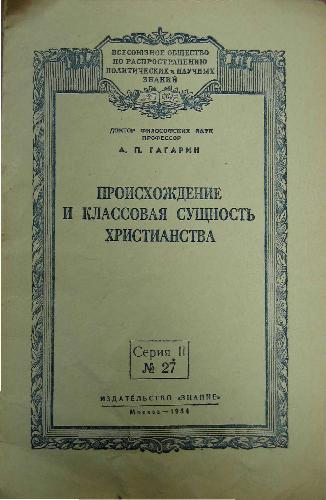 ВСЕСОЮЗНОЕ ОБЩЕСТВО
ПО РАСПРОСТРАНЕНИЮ
ПОЛИТИЧЕСКИХ и НАУЧНЫХ
ЗНАНИЙ
ДОКТОР ФИЛОСОФСКИХ НАУК
ПРОФЕССОР
А. П. ГАГАРИН
ПРОИСХОЖДЕНИЕ
И КЛАССОВАЯ СУЩНОСТЬ
ХРИСТИАНСТВА
Серия II
№ 27
ИЗДАТЕЛЬСТВО «ЗНАНИЕ»
Москва—1954